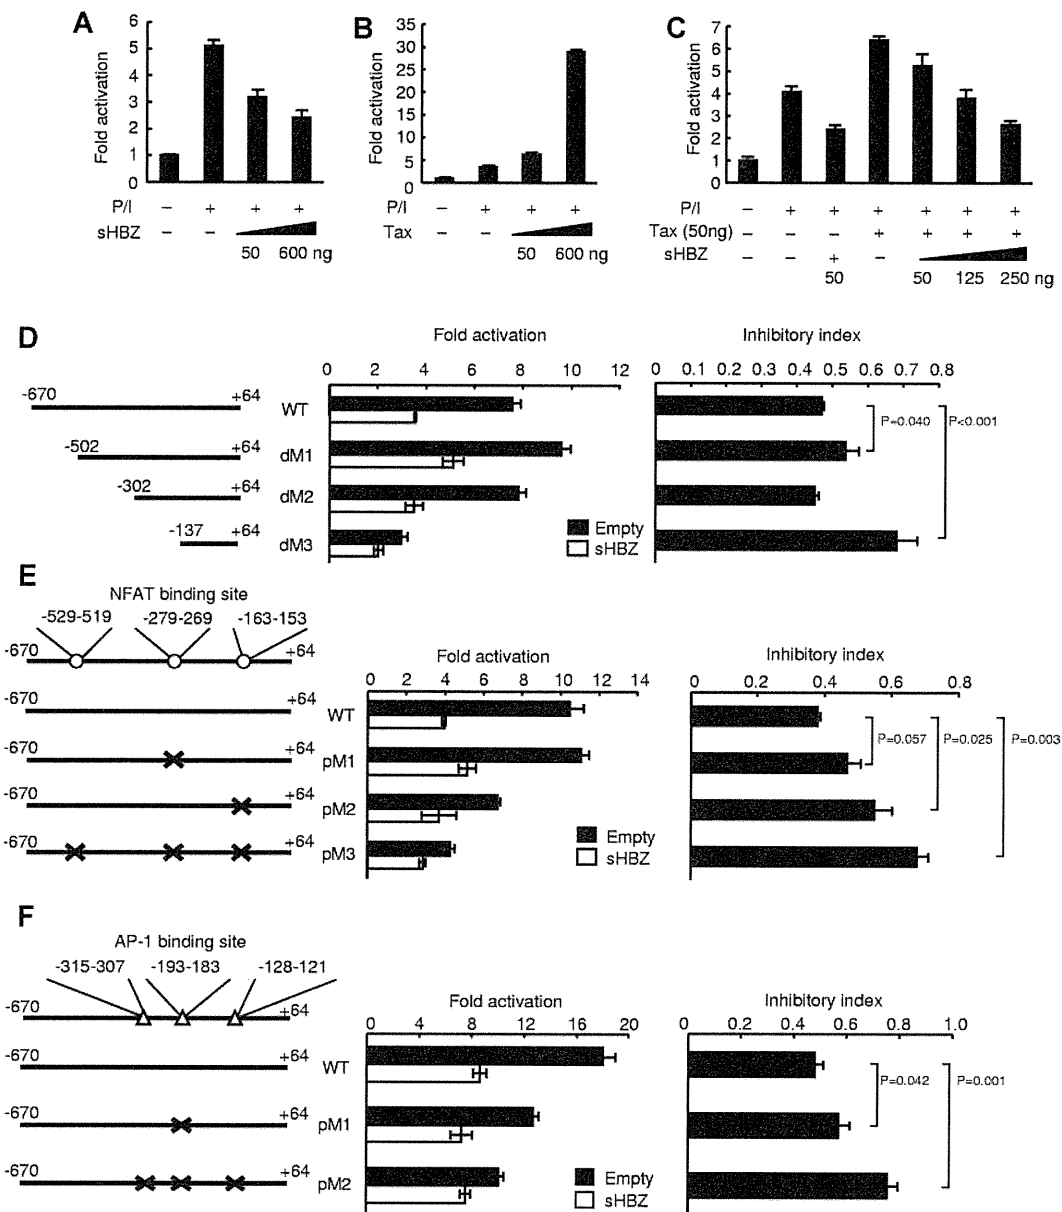 A
Fold activation
6
5
4
3
2
1
0
P/I – + + +
sHBZ – –
50 600 ng
B
Fold activation
35
30
25
20
15
10
5
0
P/I – + + +
Tax – –
50 600 ng
C
Fold activation
7
6
5
4
3
2
1
0
P/I – + + + + + +
Tax (50ng) – – – + + + +
sHBZ – – + –
50 50 125 250 ng
D
Fold activation
0 2 4 6 8 10 12
Inhibitory index
0 0.1 0.2 0.3 0.4 0.5 0.6 0.7 0.8
-670 +64 WT
-502 +64 dM1
-302 +64 dM2
-137 +64 dM3
Empty
sHBZ
P=0.040
P<0.001
E
NFAT binding site
-529-519 -279-269 -163-153
-670 +64
Fold activation
0 2 4 6 8 10 12 14
Inhibitory index
0 0.2 0.4 0.6 0.8
-670 +64 WT
-670 +64 pM1
-670 +64 pM2
-670 +64 pM3
Empty
sHBZ
P=0.057
P=0.025
P=0.003
F
AP-1 binding site
-315-307 -193-183 -128-121
-670 +64
Fold activation
0 4 8 12 16 20
Inhibitory index
0 0.2 0.4 0.6 0.8 1.0
-670 +64 WT
-670 +64 pM1
-670 +64 pM2
Empty
sHBZ
P=0.042
P=0.001